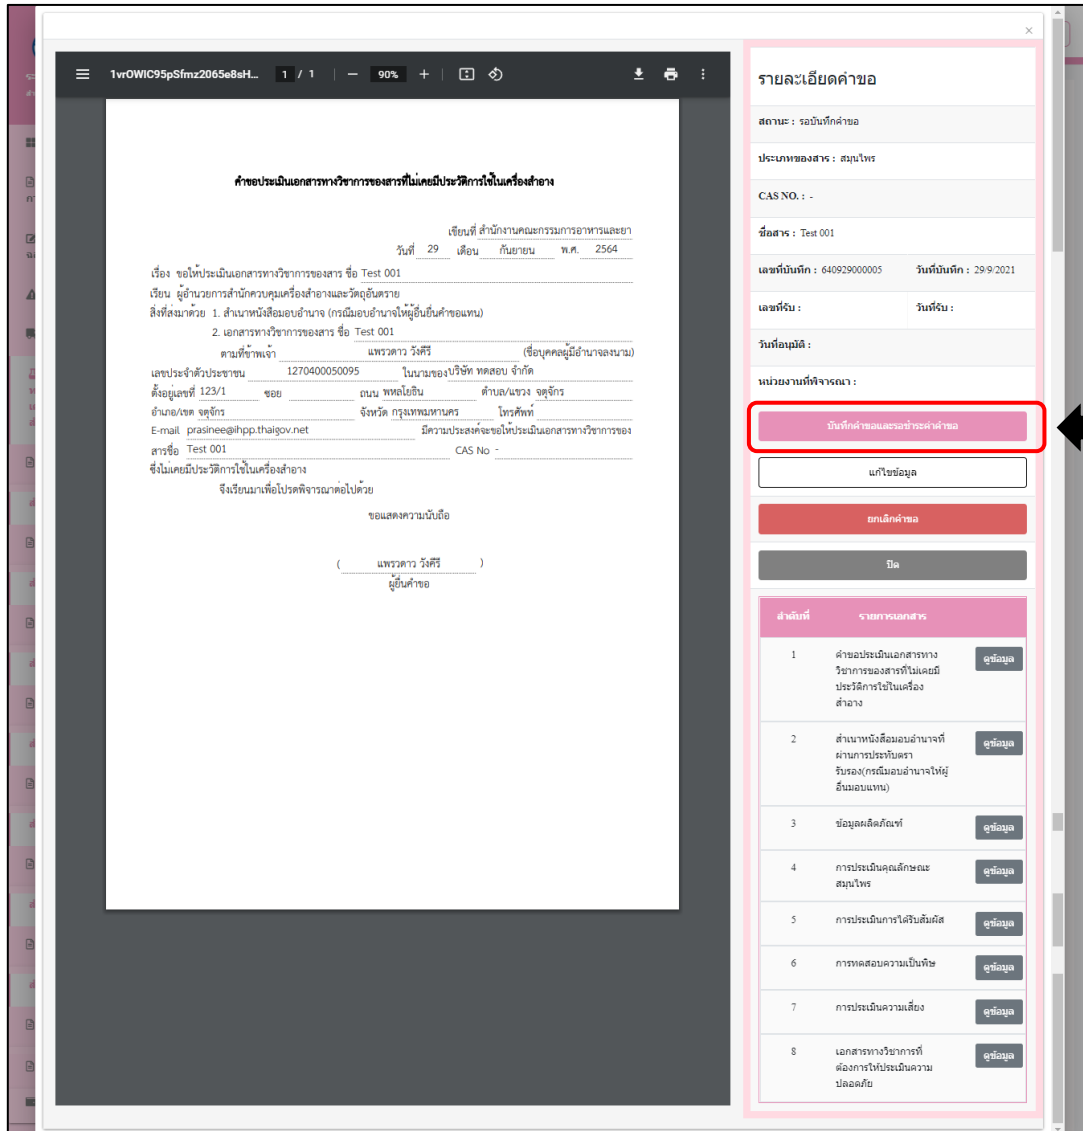 ×
1vrOWIC95pSfmz2065e8sH... 1 / 1 90%
คำขอประเมินเอกสารทางวิชาการของสารที่ไม่เคยมีประวัติการใช้ในเครื่องสำอาง
เขียนที่ สำนักงานคณะกรรมการอาหารและยา
วันที่ 29 เดือน กันยายน พ.ศ. 2564
เรื่อง ขอให้ประเมินเอกสารทางวิชาการของสาร ชื่อ Test 001
เรียน ผู้อำนวยการสำนักควบคุมเครื่องสำอางและวัตถุอันตราย
สิ่งที่ส่งมาด้วย 1. สำเนาหนังสือมอบอำนาจ (กรณีมอบอำนาจให้ผู้อื่นยื่นคำขอแทน)
2. เอกสารทางวิชาการของสาร ชื่อ Test 001
ตามที่ข้าพเจ้า แพรวดาว วังคีรี (ชื่อบุคคลผู้มีอำนาจลงนาม)
เลขประจำตัวประชาชน 1270400050095 ในนามของบริษัท ทดสอบ จำกัด
ตั้งอยู่เลขที่ 123/1 ซอย ถนน พหลโยธิน ตำบล/แขวง จตุจักร
อำเภอ/เขต จตุจักร จังหวัด กรุงเทพมหานคร โทรศัพท์
E-mail prasinee@ihpp.thaigov.net มีความประสงค์จะขอให้ประเมินเอกสารทางวิชาการของ
สารชื่อ Test 001 CAS No -
ซึ่งไม่เคยมีประวัติการใช้ในเครื่องสำอาง
จึงเรียนมาเพื่อโปรดพิจารณาต่อไปด้วย
ขอแสดงความนับถือ
( แพรวดาว วังคีรี )
ผู้ยื่นคำขอ
รายละเอียดคำขอ
สถานะ : รอบันทึกคำขอ
ประเภทของสาร : สมุนไพร
CAS NO. : -
ชื่อสาร : Test 001
เลขที่บันทึก : 640929000005 วันที่บันทึก : 29/9/2021
เลขที่รับ : วันที่รับ :
วันที่อนุมัติ :
หน่วยงานที่พิจารณา :
บันทึกคำขอและรอชำระค่าคำขอ
แก้ไขข้อมูล
ยกเลิกคำขอ
ปิด
ลำดับที่ รายการเอกสาร
1 คำขอประเมินเอกสารทาง ดูข้อมูล
วิชาการของสารที่ไม่เคยมี
ประวัติการใช้ในเครื่อง
สำอาง
2 สำเนาหนังสือมอบอำนาจที่ ดูข้อมูล
ผ่านการประทับตรา
รับรอง(กรณีมอบอำนาจให้ผู้
อื่นมอบแทน)
3 ข้อมูลผลิตภัณฑ์ ดูข้อมูล
4 การประเมินคุณลักษณะ ดูข้อมูล
สมุนไพร
5 การประเมินการได้รับสัมผัส ดูข้อมูล
6 การทดสอบความเป็นพิษ ดูข้อมูล
7 การประเมินความเสี่ยง ดูข้อมูล
8 เอกสารทางวิชาการที่ ดูข้อมูล
ต้องการให้ประเมินความ
ปลอดภัย